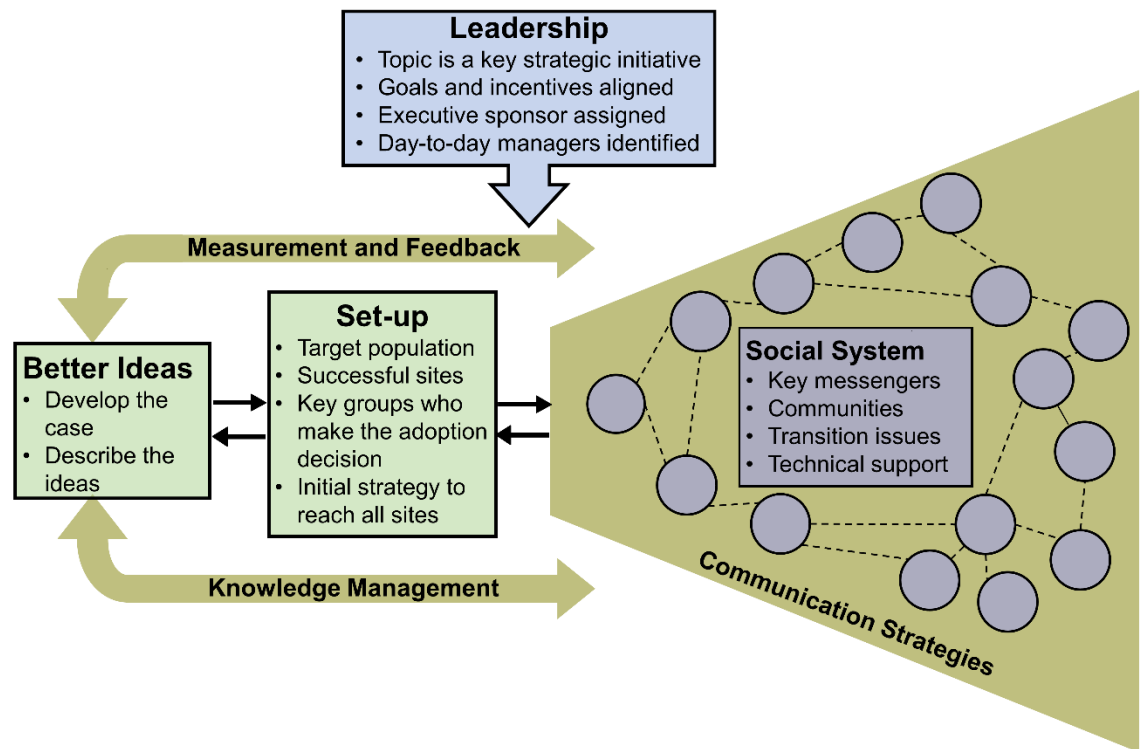 Leadership
• Topic is a key strategic initiative
• Goals and incentives aligned
• Executive sponsor assigned
• Day-to-day managers identified
Measurement and Feedback
Better Ideas
• Develop the
case
• Describe the
ideas
Set-up
• Target population
• Successful sites
• Key groups who
make the adoption
decision
• Initial strategy to
reach all sites
Social System
• Key messengers
• Communities
• Transition issues
• Technical support
Knowledge Management
Communication Strategies